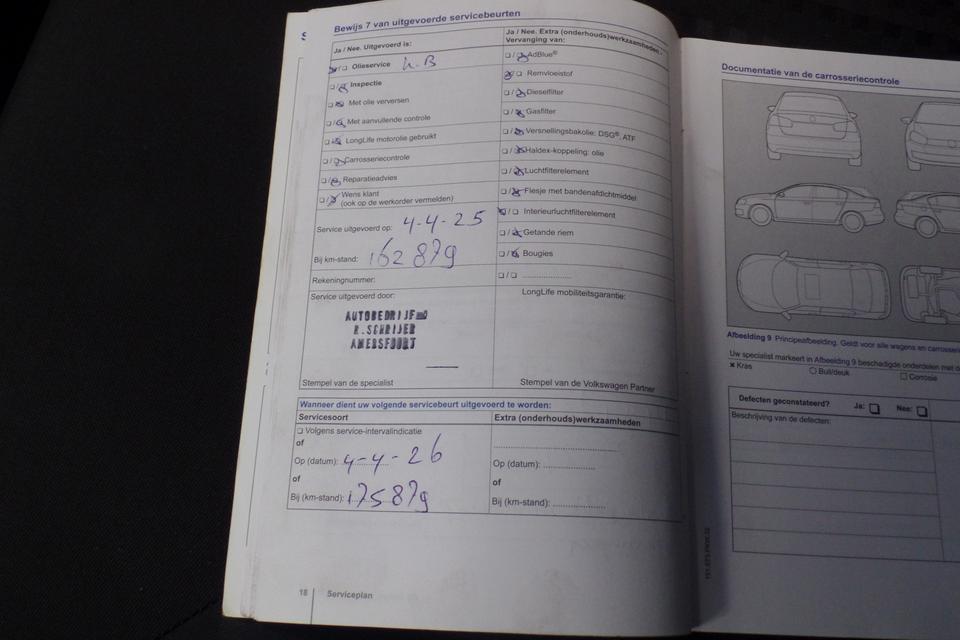 Bewijs 7 van uitgevoerde servicebeurten
Ja / Nee. Uitgevoerd is:
Olieservice
Inspectie
Met olie verversen
Met aanvullende controle
LongLife motorolie gebruikt
Carrosseriecontrole
Reparatieadvies
Wens klant
(ook op de werkorder vermelden)
Service uitgevoerd op: 4-4-25
Bij km-stand: 162879
Rekeningnummer:
Service uitgevoerd door:
AUTOBEDRIJF
R.SCHRIJER
AMERSFOORT
Stempel van de specialist
Ja / Nee. Extra (onderhouds)werkzaamheden -
Vervanging van:
AdBlue®
Remvloeistof
Dieselfilter
Gasfilter
Versnellingsbakolie: DSG®, ATF
Haldex-koppeling: olie
Luchtfilterelement
Flesje met bandenafdichtmiddel
Interieurluchtfilterelement
Getande riem
Bougies
LongLife mobiliteitsgarantie:
Stempel van de Volkswagen Partner
Wanneer dient uw volgende servicebeurt uitgevoerd te worden:
Servicesoort
Volgens service-intervalindicatie
of
Op (datum): 4-4-26
of
Bij (km-stand): 175879
Extra (onderhouds)werkzaamheden
Op (datum):
of
Bij (km-stand):
18 Serviceplan
Documentatie van de carrosseriecontrole
Afbeelding 9 Principeafbeelding. Geldt voor alle wagens en
Uw specialist markeert in Afbeelding 9 beschadigde onderdelen met
Kras
Buil/deuk
Corrosie
Defecten geconstateerd? Ja: Nee:
Beschrijving van de defecten: